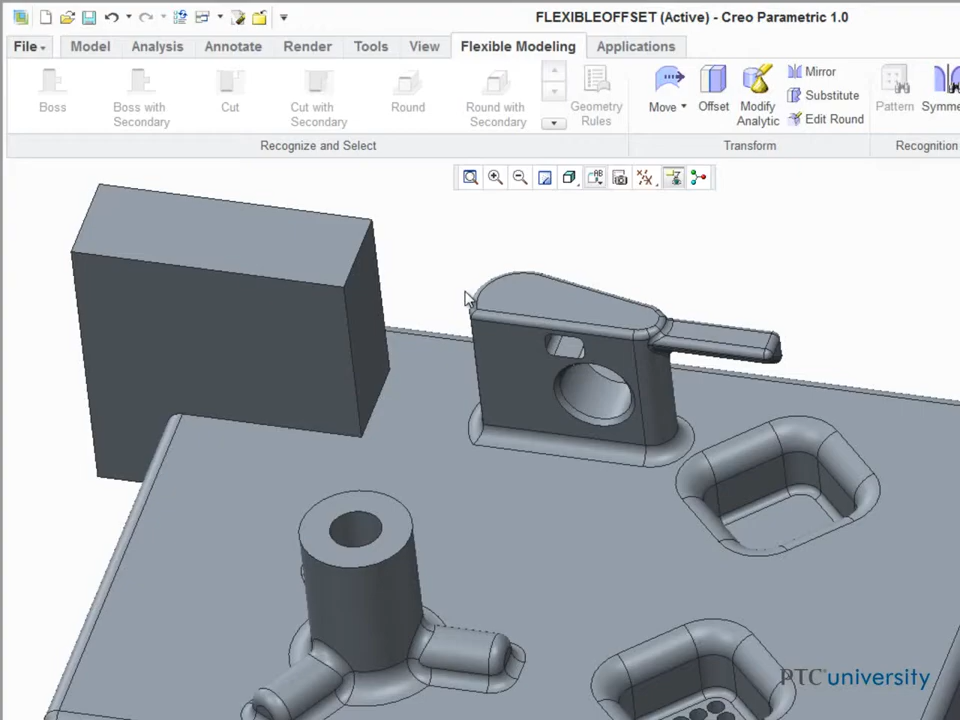 FLEXIBLEOFFSET (Active) - Creo Parametric 1.0
File Model Analysis Annotate Render Tools View Flexible Modeling Applications
Boss
Boss with
Secondary
Cut
Cut with
Secondary
Round
Round with
Secondary
Geometry
Rules
Move
Offset
Modify
Analytic
Mirror
Substitute
Edit Round
Pattern
Symme
Recognize and Select
Transform
Recognition
PTC university